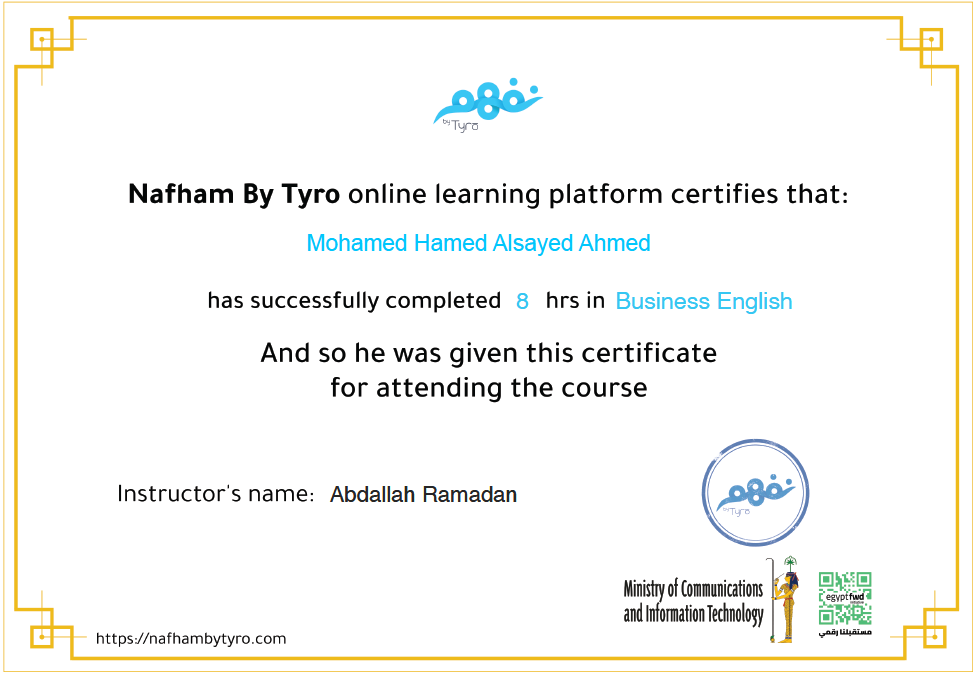 نفهم
by Tyro
Nafham By Tyro online learning platform certifies that:
Mohamed Hamed Alsayed Ahmed
has successfully completed 8 hrs in Business English
And so he was given this certificate
for attending the course
Instructor's name: Abdallah Ramadan
نفهم
by Tyro
Ministry of Communications
and Information Technology
egyptfwd
مستقبلنا رقمي
https://nafhambytyro.com